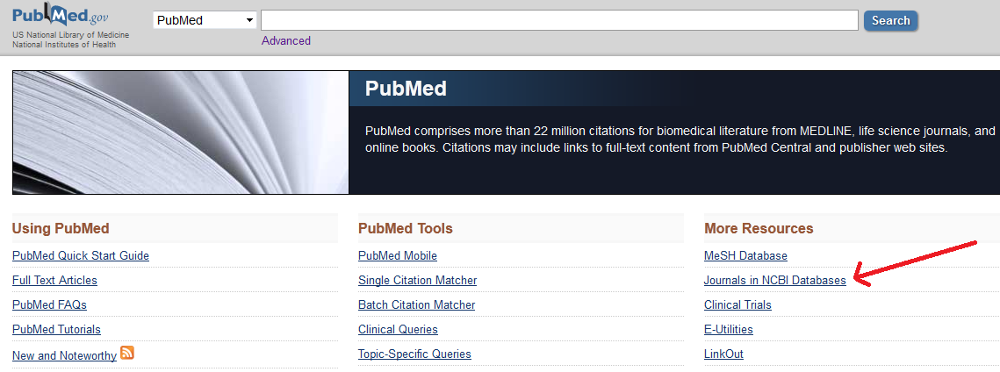 PubMed.gov
US National Library of Medicine
National Institutes of Health
PubMed
Search
Advanced
PubMed
PubMed comprises more than 22 million citations for biomedical literature from MEDLINE, life science journals, and
online books. Citations may include links to full-text content from PubMed Central and publisher web sites.
Using PubMed
PubMed Quick Start Guide
Full Text Articles
PubMed FAQs
PubMed Tutorials
New and Noteworthy
PubMed Tools
PubMed Mobile
Single Citation Matcher
Batch Citation Matcher
Clinical Queries
Topic-Specific Queries
More Resources
MeSH Database
Journals in NCBI Databases
Clinical Trials
E-Utilities
LinkOut